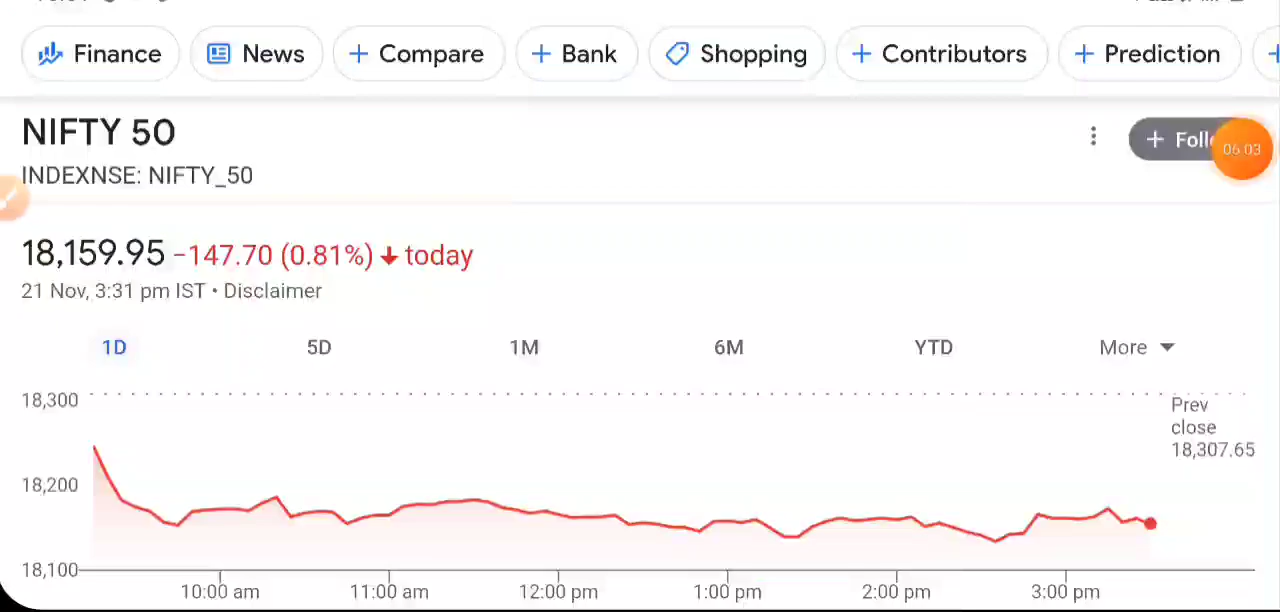 Finance News Compare Bank Shopping Contributors Prediction
NIFTY 50
INDEXNSE: NIFTY_50
06:03
18,159.95 −147.70 (0.81%) today
21 Nov, 3:31 pm IST • Disclaimer
1D 5D 1M 6M YTD More
18,300
Prev
close
18,307.65
18,200
18,100
10:00 am 11:00 am 12:00 pm 1:00 pm 2:00 pm 3:00 pm